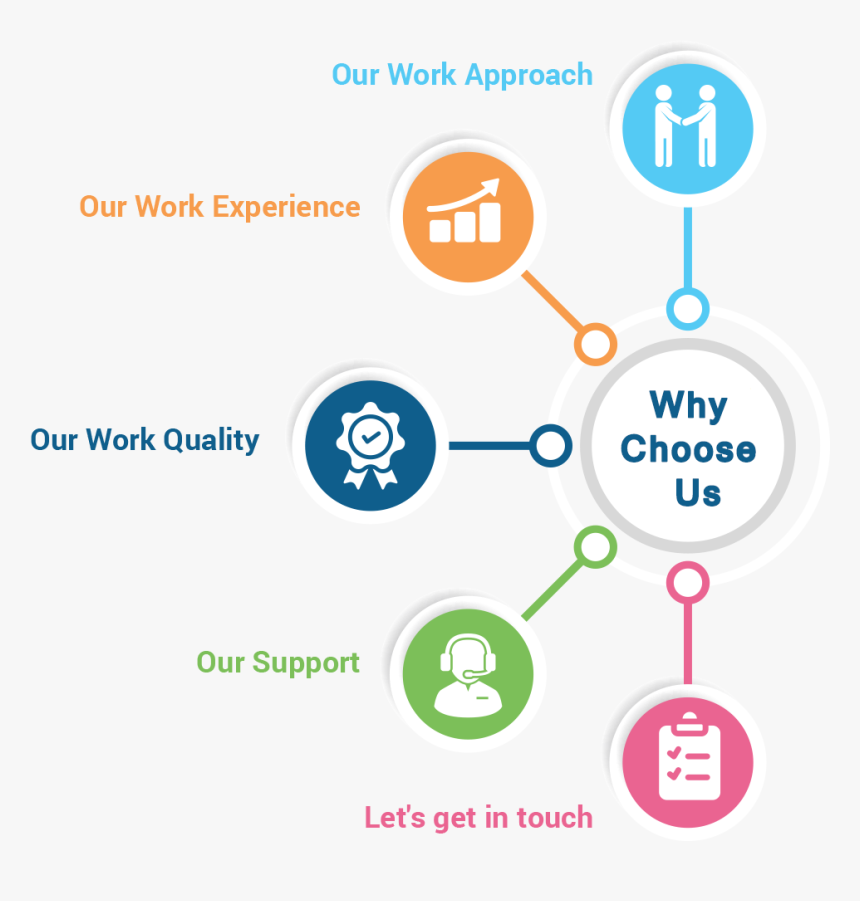 Our Work Approach
Our Work Experience
Why
Choose
Us
Our Work Quality
Our Support
Let's get in touch